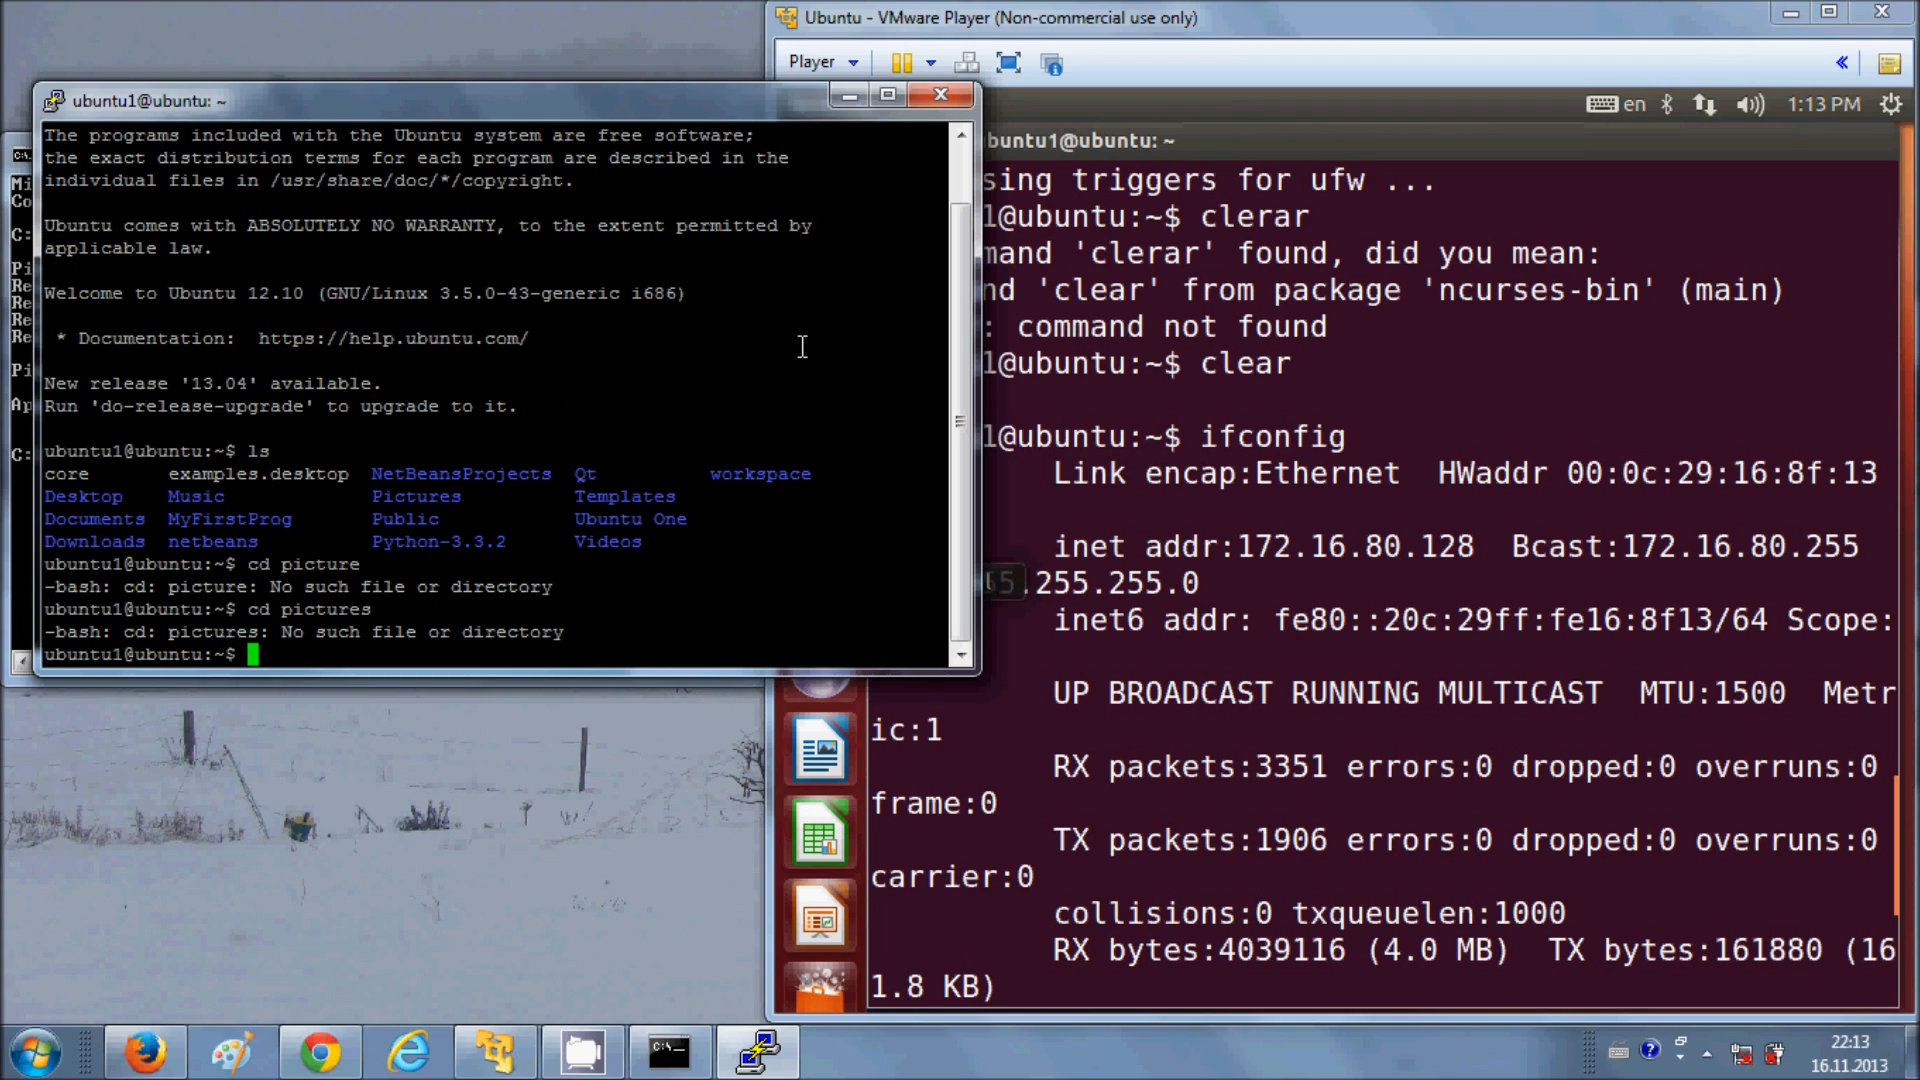 Ubuntu - VMware Player (Non-commercial use only)
Player
en 1:13 PM
ubuntu1@ubuntu: ~
The programs included with the Ubuntu system are free software;
the exact distribution terms for each program are described in the
individual files in /usr/share/doc/*/copyright.
Ubuntu comes with ABSOLUTELY NO WARRANTY, to the extent permitted by
applicable law.
Welcome to Ubuntu 12.10 (GNU/Linux 3.5.0-43-generic i686)
* Documentation:  https://help.ubuntu.com/
New release '13.04' available.
Run 'do-release-upgrade' to upgrade to it.
ubuntu1@ubuntu:~$ ls
core examples.desktop NetBeansProjects Qt workspace
Desktop Music Pictures Templates
Documents MyFirstProg Public Ubuntu One
Downloads netbeans Python-3.3.2 Videos
ubuntu1@ubuntu:~$ cd picture
-bash: cd: picture: No such file or directory
ubuntu1@ubuntu:~$ cd pictures
-bash: cd: pictures: No such file or directory
ubuntu1@ubuntu:~$
Mi
Co
C:
Pi
Re
Re
Re
Re
Pi
Ap
C:
buntu1@ubuntu: ~
sing triggers for ufw ...
1@ubuntu:~$ clerar
mand 'clerar' found, did you mean:
nd 'clear' from package 'ncurses-bin' (main)
: command not found
1@ubuntu:~$ clear
1@ubuntu:~$ ifconfig
Link encap:Ethernet  HWaddr 00:0c:29:16:8f:13
inet addr:172.16.80.128  Bcast:172.16.80.255
55.255.255.0
inet6 addr: fe80::20c:29ff:fe16:8f13/64 Scope:
UP BROADCAST RUNNING MULTICAST  MTU:1500  Metr
ic:1
RX packets:3351 errors:0 dropped:0 overruns:0
frame:0
TX packets:1906 errors:0 dropped:0 overruns:0
carrier:0
collisions:0 txqueuelen:1000
RX bytes:4039116 (4.0 MB)  TX bytes:161880 (16
1.8 KB)
22:13
16.11.2013